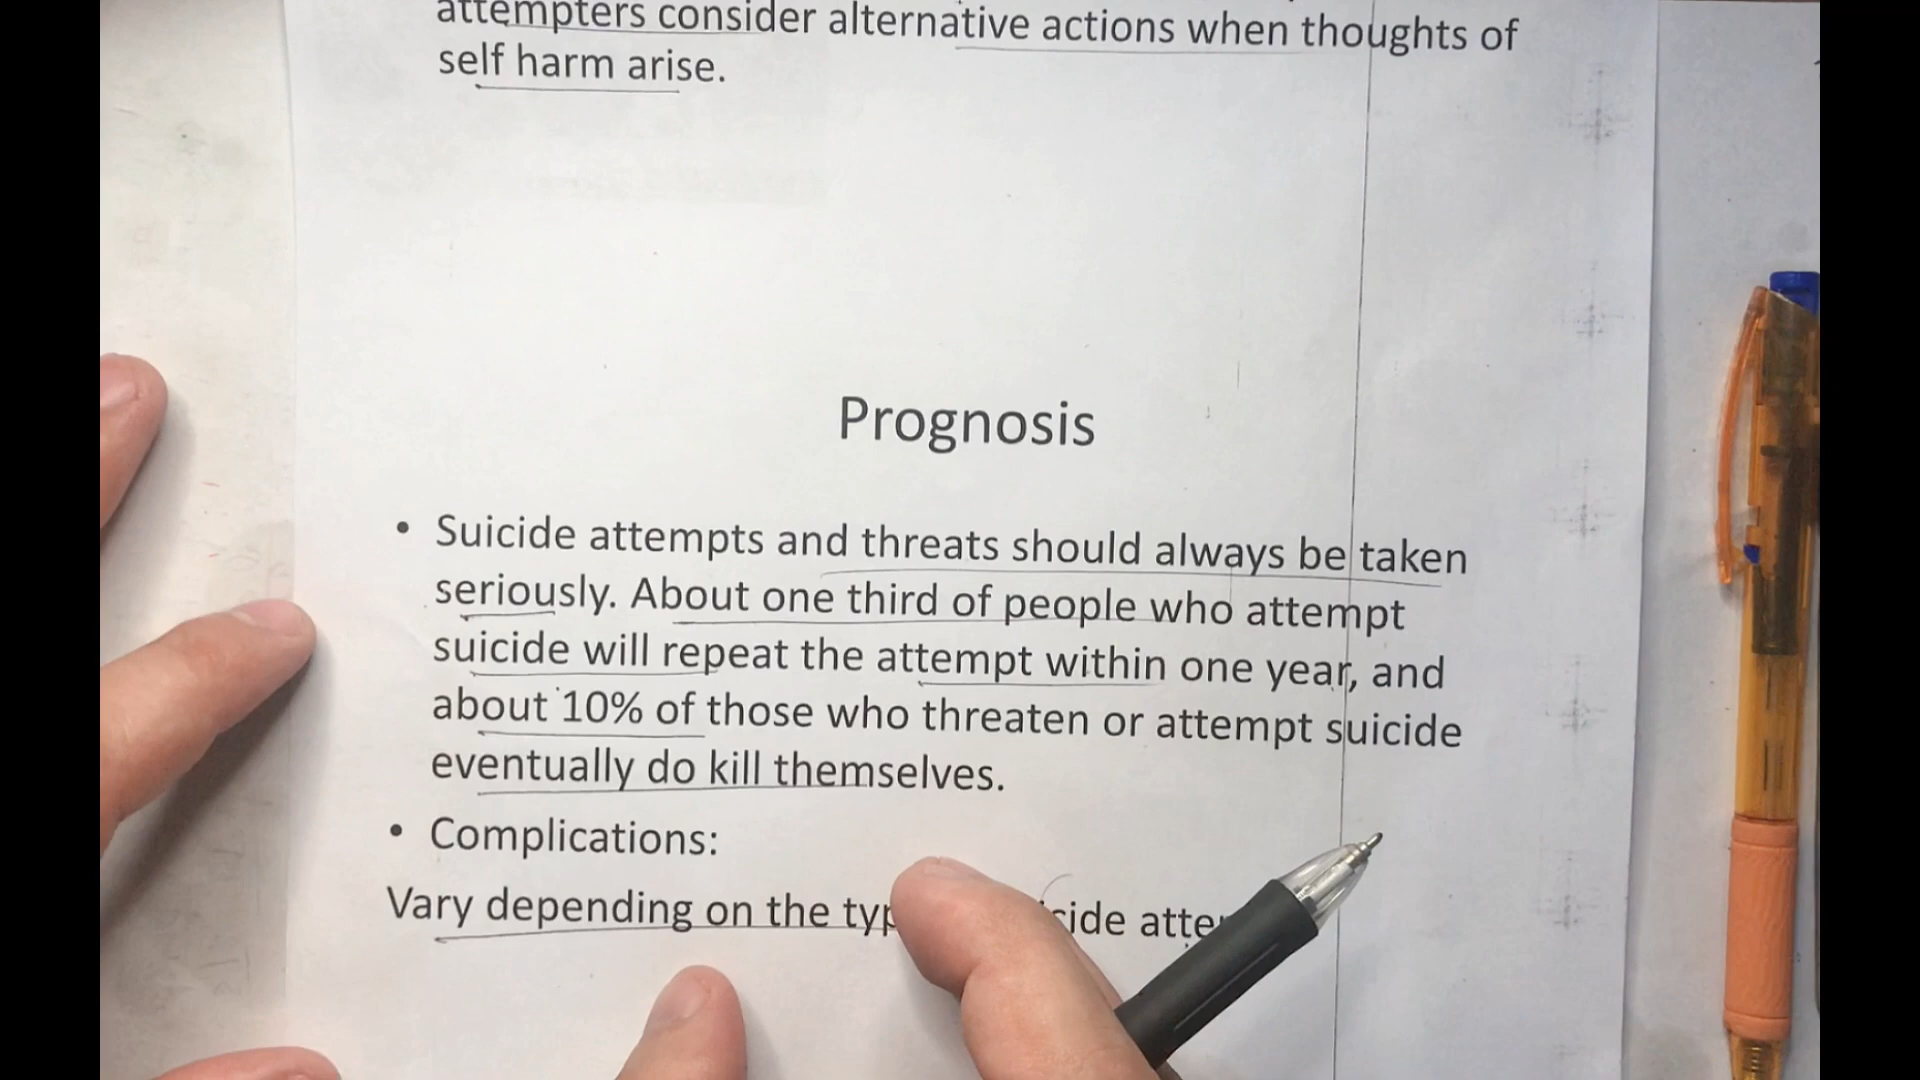 attempters consider alternative actions when thoughts of
self harm arise.
Prognosis
• Suicide attempts and threats should always be taken
seriously. About one third of people who attempt
suicide will repeat the attempt within one year, and
about 10% of those who threaten or attempt suicide
eventually do kill themselves.
• Complications:
Vary depending on the